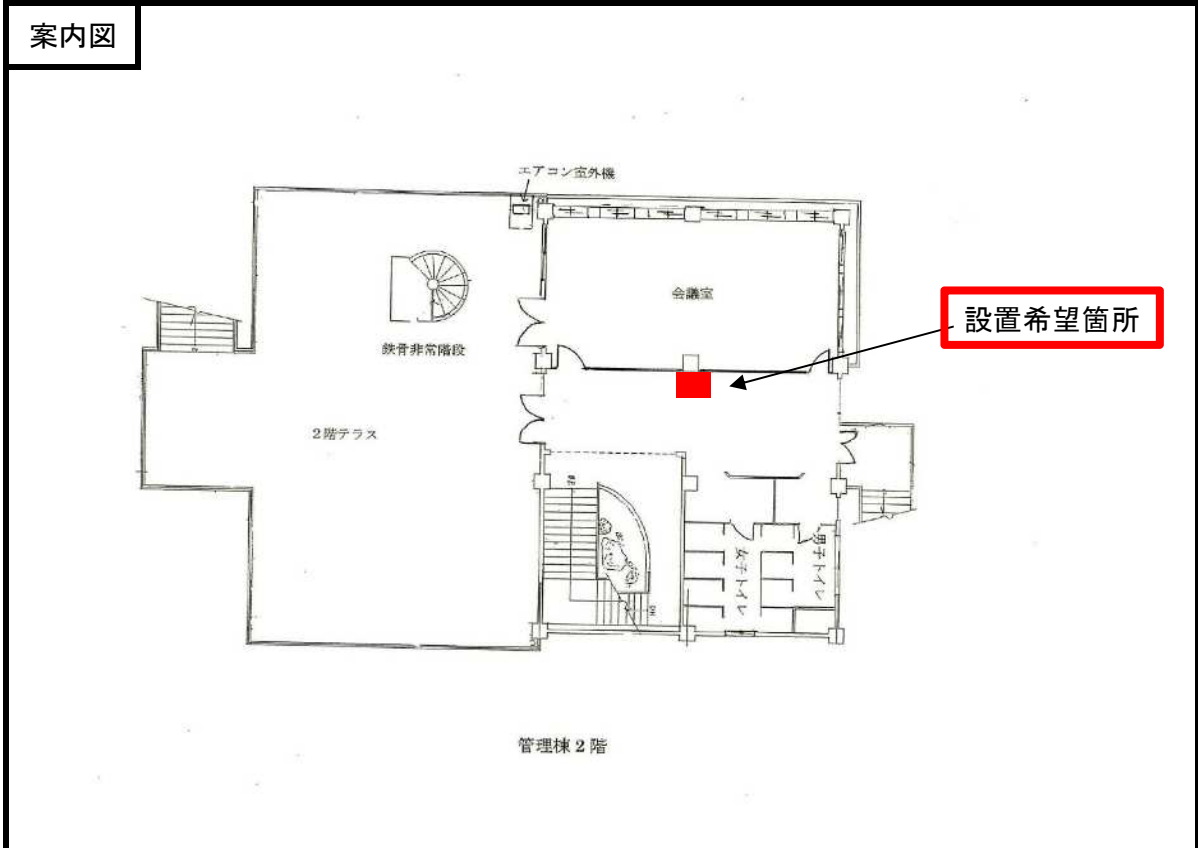 案内図
エアコン室外機
会議室
設置希望箇所
鉄骨非常階段
2階テラス
女子トイレ
男子トイレ
DN
管理棟2階